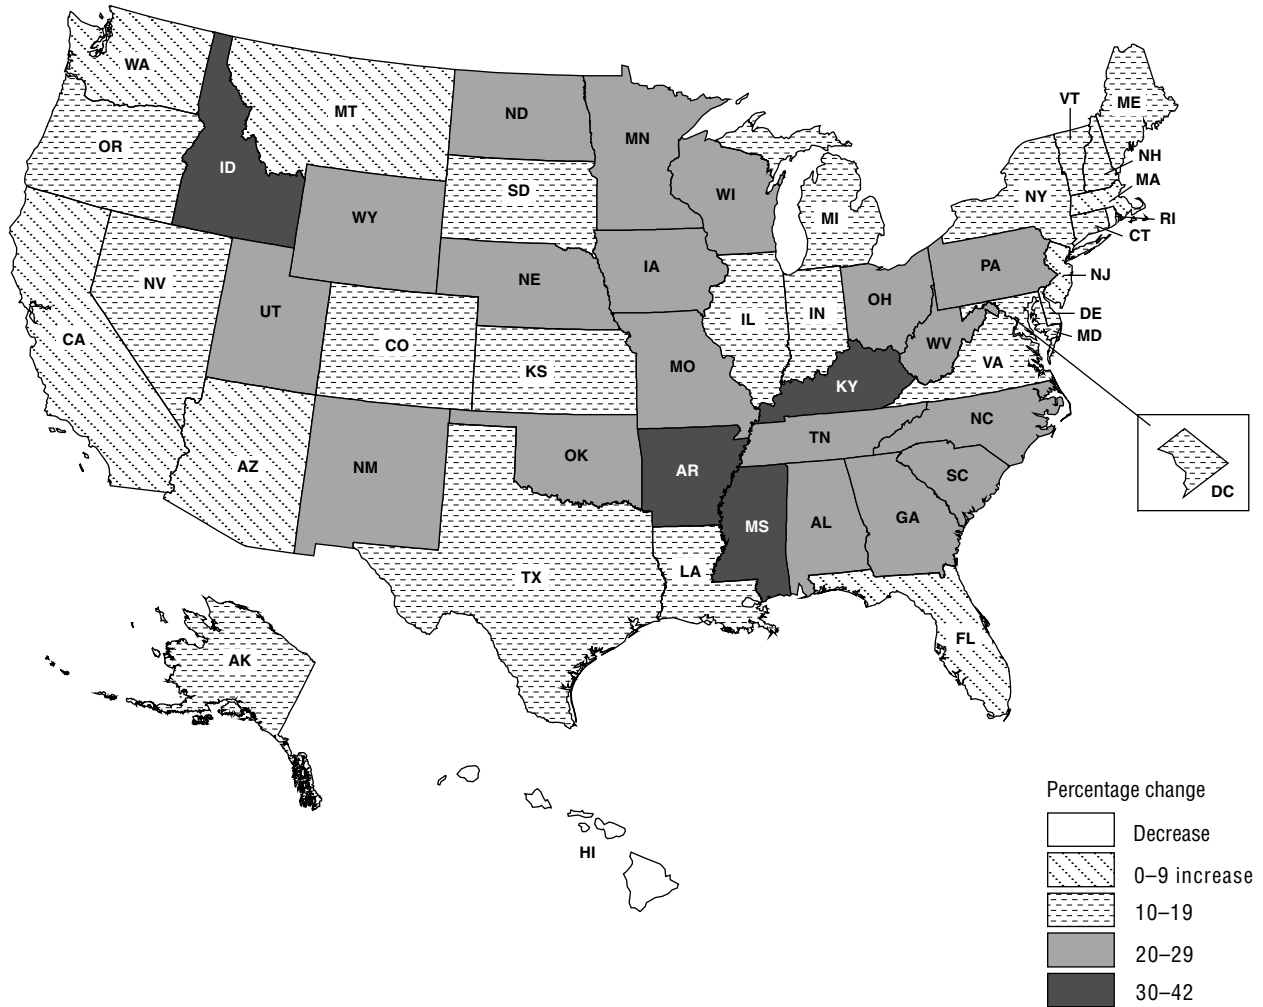 WA
MT
ND
MN
VT
ME
OR
ID
SD
WI
NH
MA
NY
MI
RI
CT
WY
IA
PA
NJ
NV
NE
OH
DE
UT
IL
IN
MD
CA
CO
WV
VA
KS
MO
KY
AZ
NM
OK
AR
TN
NC
SC
DC
MS
AL
GA
TX
LA
FL
AK
HI
Percentage change
Decrease
0–9 increase
10–19
20–29
30–42